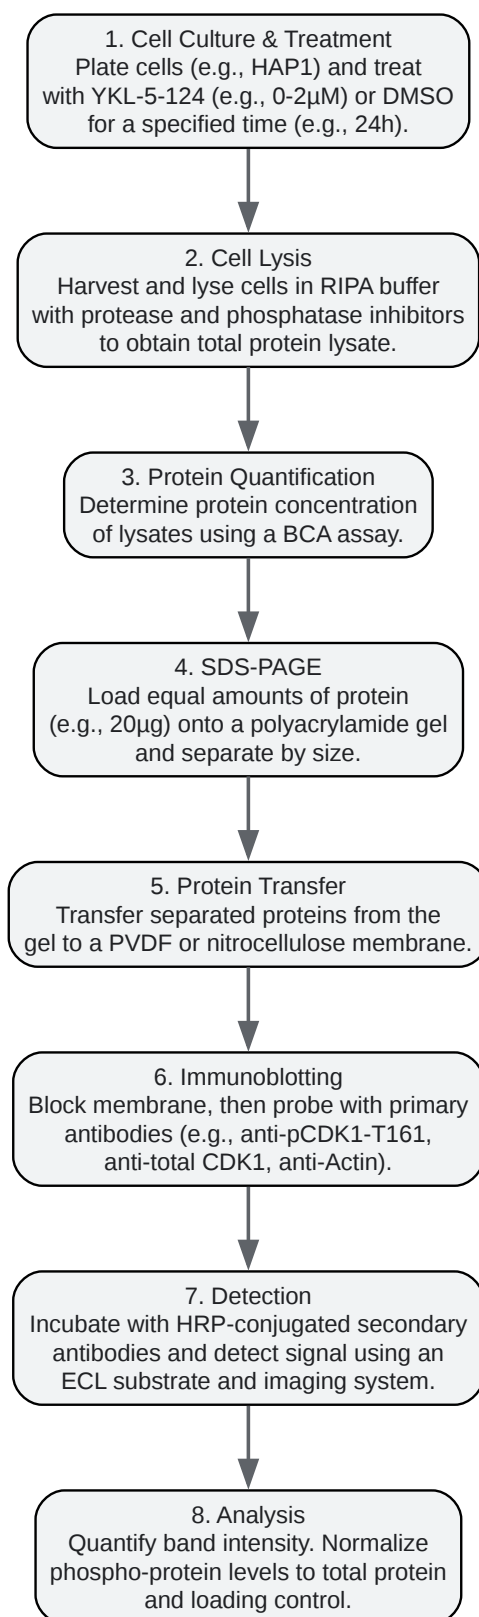 1. Cell Culture & Treatment
Plate cells (e.g., HAP1) and treat
with YKL-5-124 (e.g., 0-2µM) or DMSO
for a specified time (e.g., 24h).
2. Cell Lysis
Harvest and lyse cells in RIPA buffer
with protease and phosphatase inhibitors
to obtain total protein lysate.
3. Protein Quantification
Determine protein concentration
of lysates using a BCA assay.
4. SDS-PAGE
Load equal amounts of protein
(e.g., 20µg) onto a polyacrylamide gel
and separate by size.
5. Protein Transfer
Transfer separated proteins from the
gel to a PVDF or nitrocellulose membrane.
6. Immunoblotting
Block membrane, then probe with primary
antibodies (e.g., anti-pCDK1-T161,
anti-total CDK1, anti-Actin).
7. Detection
Incubate with HRP-conjugated secondary
antibodies and detect signal using an
ECL substrate and imaging system.
8. Analysis
Quantify band intensity. Normalize
phospho-protein levels to total protein
and loading control.